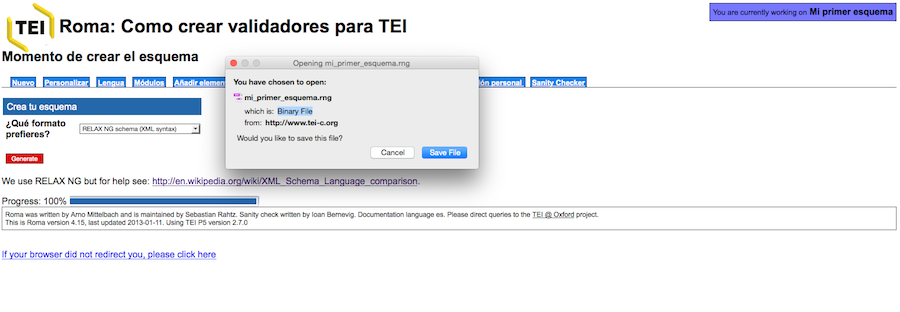 You are currently working on Mi primer esquema
TEI
Roma: Como crear validadores para TEI
Momento de crear el esquema
Opening mi_primer_esquema.rng
Nuevo Personalizar Lengua Módulos Añadir elemen ión personal. Sanity Checker
You have chosen to open:
mi_primer_esquema.rng
which is: Binary File
from: http://www.tei-c.org
Would you like to save this file?
Cancel Save File
Crea tu esquema
¿Qué formato
prefieres?
RELAX NG schema (XML syntax)
Generate
We use RELAX NG but for help see: http://en.wikipedia.org/wiki/XML_Schema_Language_comparison.
Progress: 100%
Roma was written by Arno Mittelbach and is maintained by Sebastian Rahtz. Sanity check written by Ioan Bernevig. Documentation language es. Please direct queries to the TEI @ Oxford project.
This is Roma version 4.15, last updated 2013-01-11. Using TEI P5 version 2.7.0
If your browser did not redirect you, please click here